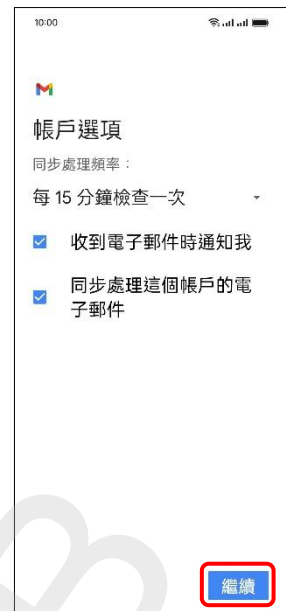 10:00
帳戶選項
同步處理頻率：
每 15 分鐘檢查一次
收到電子郵件時通知我
同步處理這個帳戶的電
子郵件
繼續